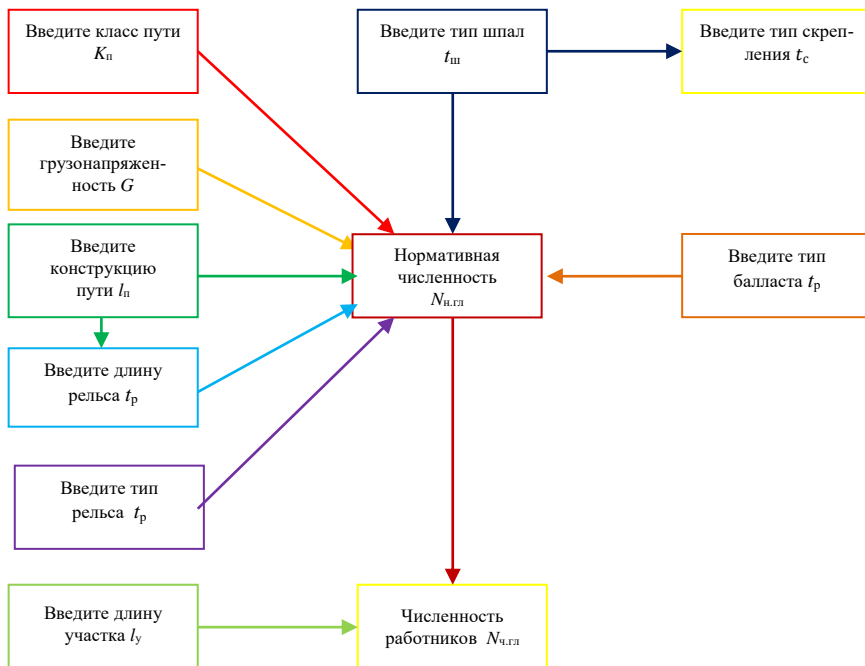 Введите класс пути
Kп
Введите тип шпал
tш
Введите тип скреп-
ления tс
Введите
грузонапряжен-
ность G
Введите
конструкцию
пути lп
Нормативная
численность
Nн.гл
Введите тип
балласта tр
Введите длину
рельса tр
Введите тип
рельса tр
Введите длину
участка lу
Численность
работников Nч.гл